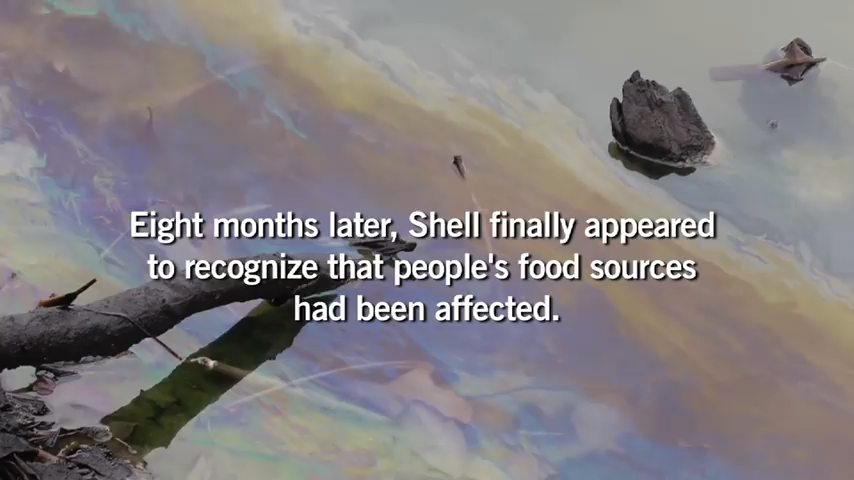 Eight months later, Shell finally appeared
to recognize that people's food sources
had been affected.